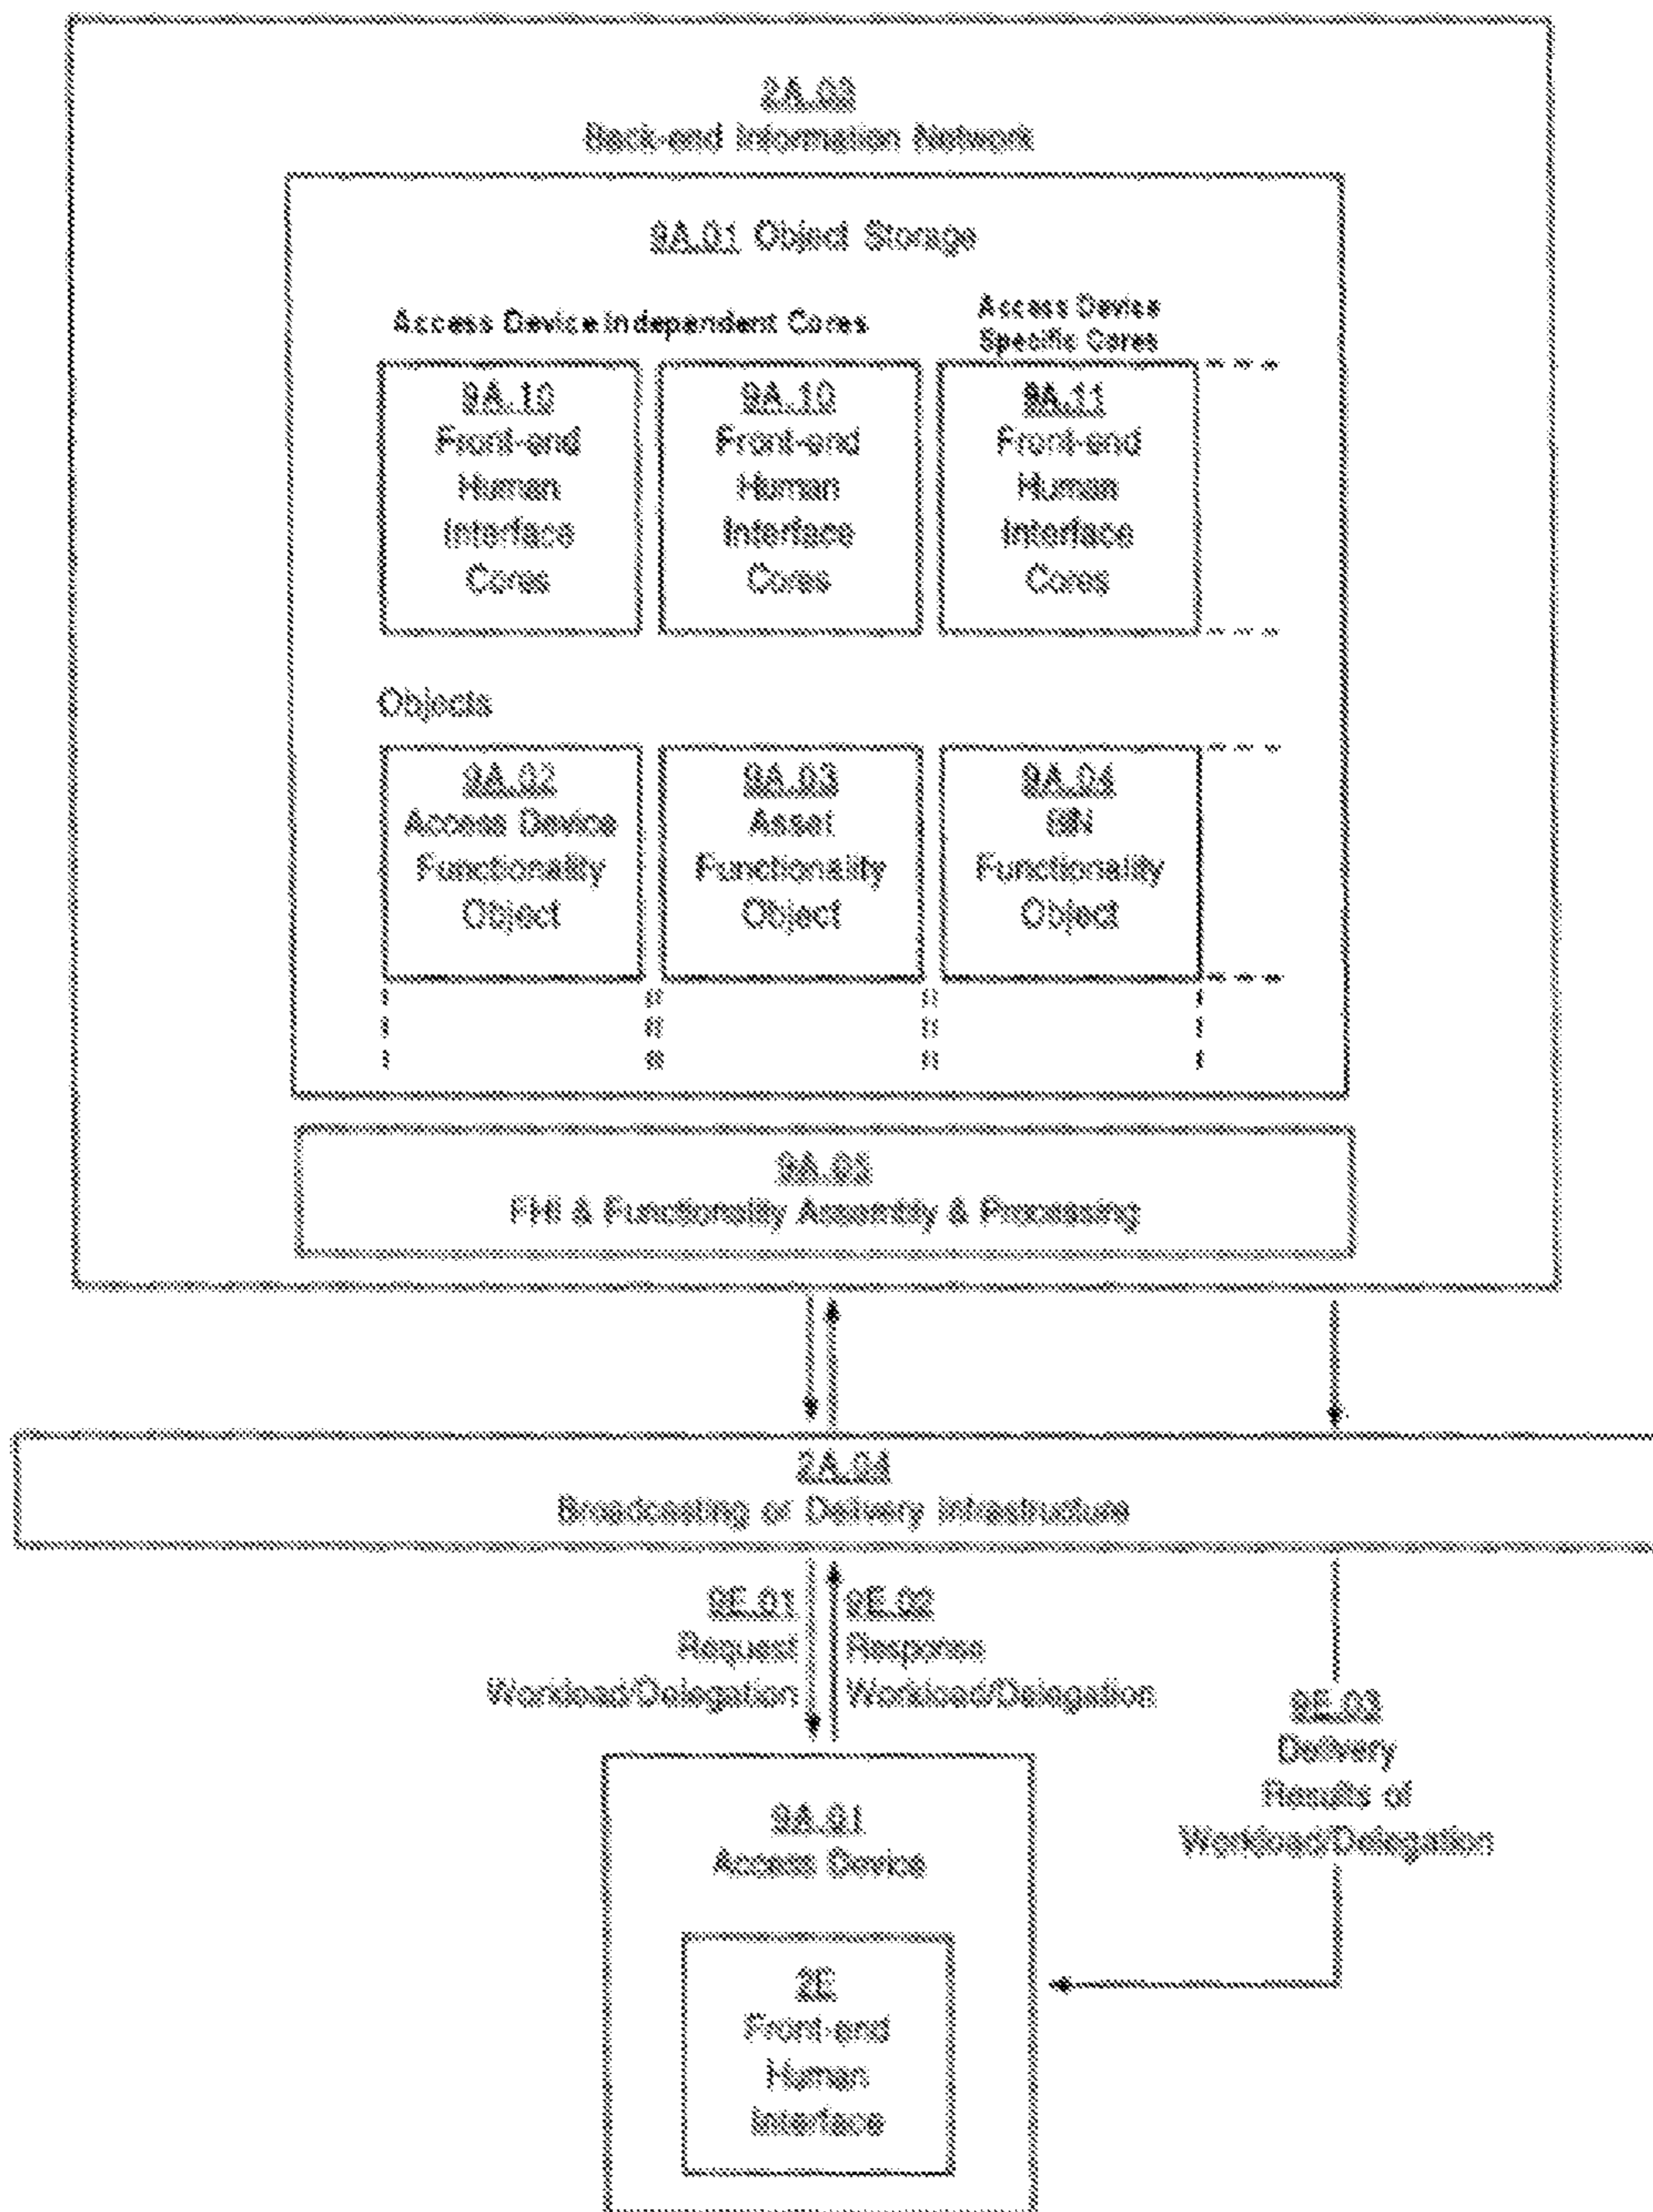 2A.03
Back-end Information Network
9A.01 Object Storage
Access Device Independent Cores
Access Device
Specific Cores
9A.10
Front-end
Human
Interface
Cores
9A.10
Front-end
Human
Interface
Cores
9A.11
Front-end
Human
Interface
Cores
Objects
9A.02
Access Device
Functionality
Object
9A.03
Asset
Functionality
Object
9A.04
BIN
Functionality
Object
9A.05
FHI & Functionality Assembly & Processing
2A.04
Broadcasting or Delivery Infrastructure
9E.01
Request
Workload/Delegation
9E.02
Response
Workload/Delegation
9E.03
Delivery
Results of
Workload/Delegation
9A.01
Access Device
2E
Front-end
Human
Interface